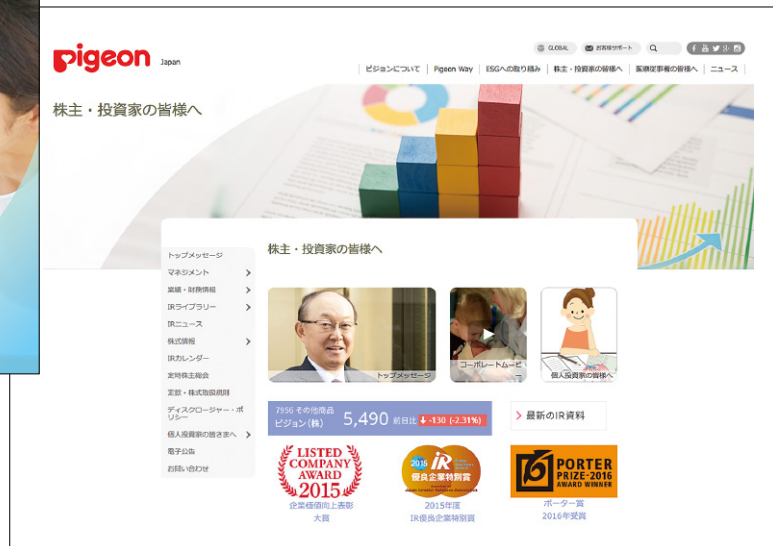 pigeon Japan
GLOBAL お客様サポート
ピジョンについて Pigeon Way ESGへの取り組み 株主・投資家の皆様へ 医療従事者の皆様へ ニュース
株主・投資家の皆様へ
トップメッセージ
マネジメント
業績・財務情報
IRライブラリー
IRニュース
株式情報
IRカレンダー
定時株主総会
定款・株式取扱規則
ディスクロージャー・ポ
リシー
個人投資家の皆さまへ
電子公告
お問い合わせ
株主・投資家の皆様へ
トップメッセージ
コーポレートムービ
ー
個人投資家の皆様へ
7956 その他商品
ピジョン(株) 5,490 前日比 -130 (-2.31%)
最新のIR資料
LISTED
COMPANY
AWARD
2015
企業価値向上表彰
大賞
2015 IR
優良企業特別賞
2015年度
IR優良企業特別賞
PORTER
PRIZE-2016
AWARD WINNER
ポーター賞
2016年受賞